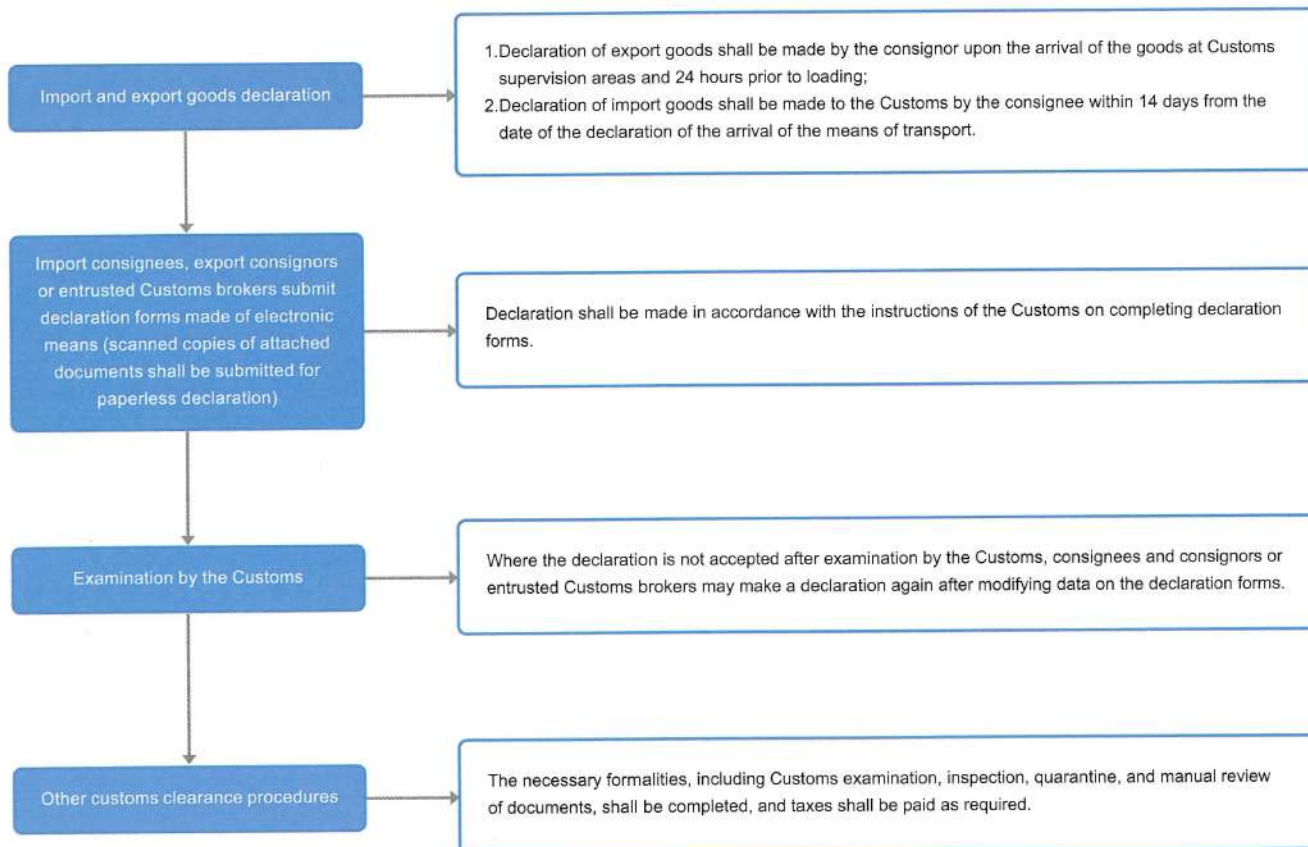 Import and export goods declaration
1.Declaration of export goods shall be made by the consignor upon the arrival of the goods at Customs
supervision areas and 24 hours prior to loading;
2.Declaration of import goods shall be made to the Customs by the consignee within 14 days from the
date of the declaration of the arrival of the means of transport.
Import consignees, export consignors
or entrusted Customs brokers submit
declaration forms made of electronic
means (scanned copies of attached
documents shall be submitted for
paperless declaration)
Declaration shall be made in accordance with the instructions of the Customs on completing declaration
forms.
Examination by the Customs
Where the declaration is not accepted after examination by the Customs, consignees and consignors or
entrusted Customs brokers may make a declaration again after modifying data on the declaration forms.
Other customs clearance procedures
The necessary formalities, including Customs examination, inspection, quarantine, and manual review
of documents, shall be completed, and taxes shall be paid as required.